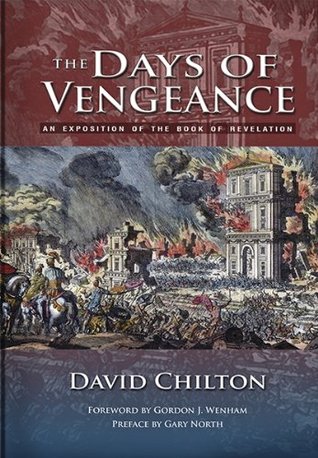 THE DAYS OF
VENGEANCE
AN EXPOSITION OF THE BOOK OF REVELATION
DAVID CHILTON
FOREWORD BY GORDON J. WENHAM
PREFACE BY GARY NORTH